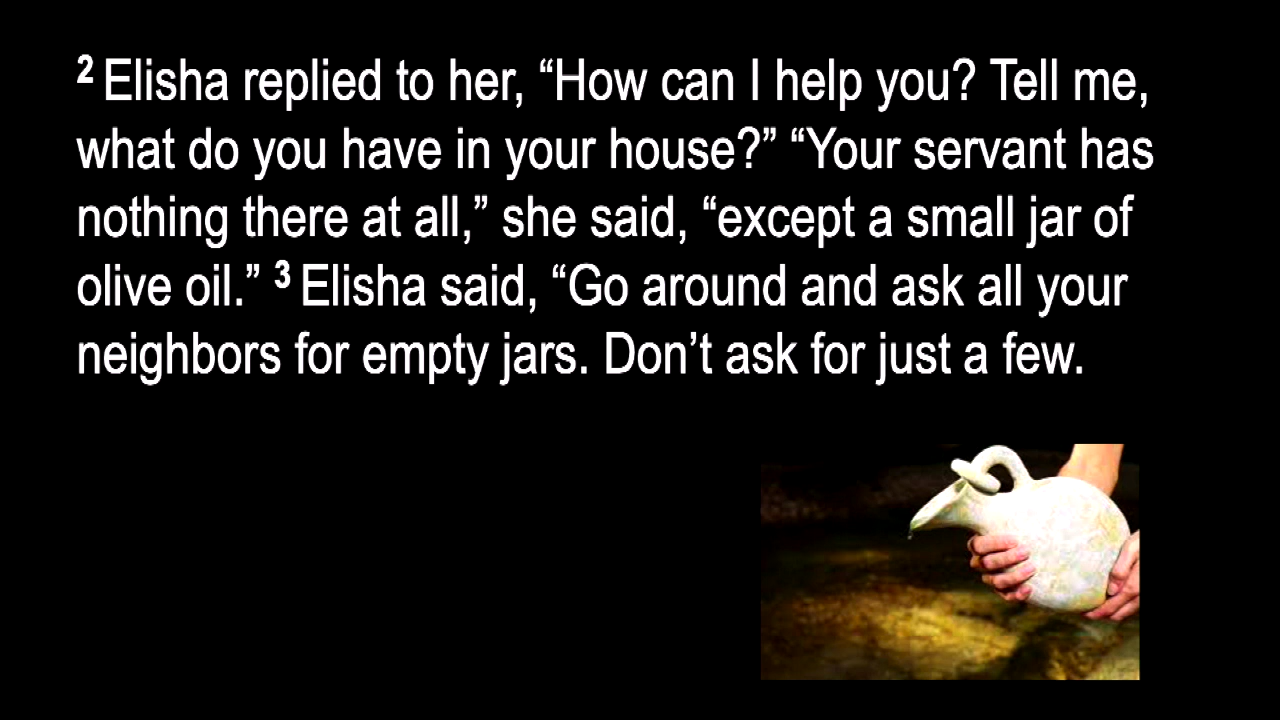 2 Elisha replied to her, “How can I help you? Tell me,
what do you have in your house?” “Your servant has
nothing there at all,” she said, “except a small jar of
olive oil.” 3 Elisha said, “Go around and ask all your
neighbors for empty jars. Don’t ask for just a few.